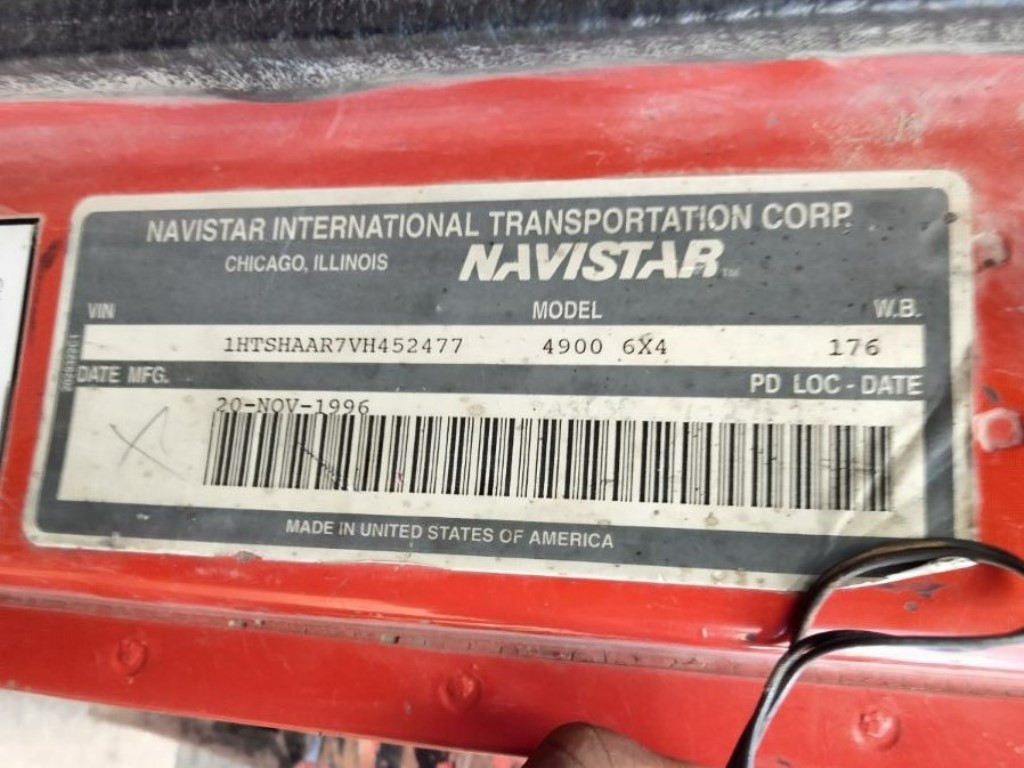 NAVISTAR INTERNATIONAL TRANSPORTATION CORP.
CHICAGO, ILLINOIS NAVISTAR™
VIN MODEL W.B.
1HTSHAAR7VH452477 4900 6X4 176
DATE MFG. PD LOC - DATE
20-NOV-1996
MADE IN UNITED STATES OF AMERICA